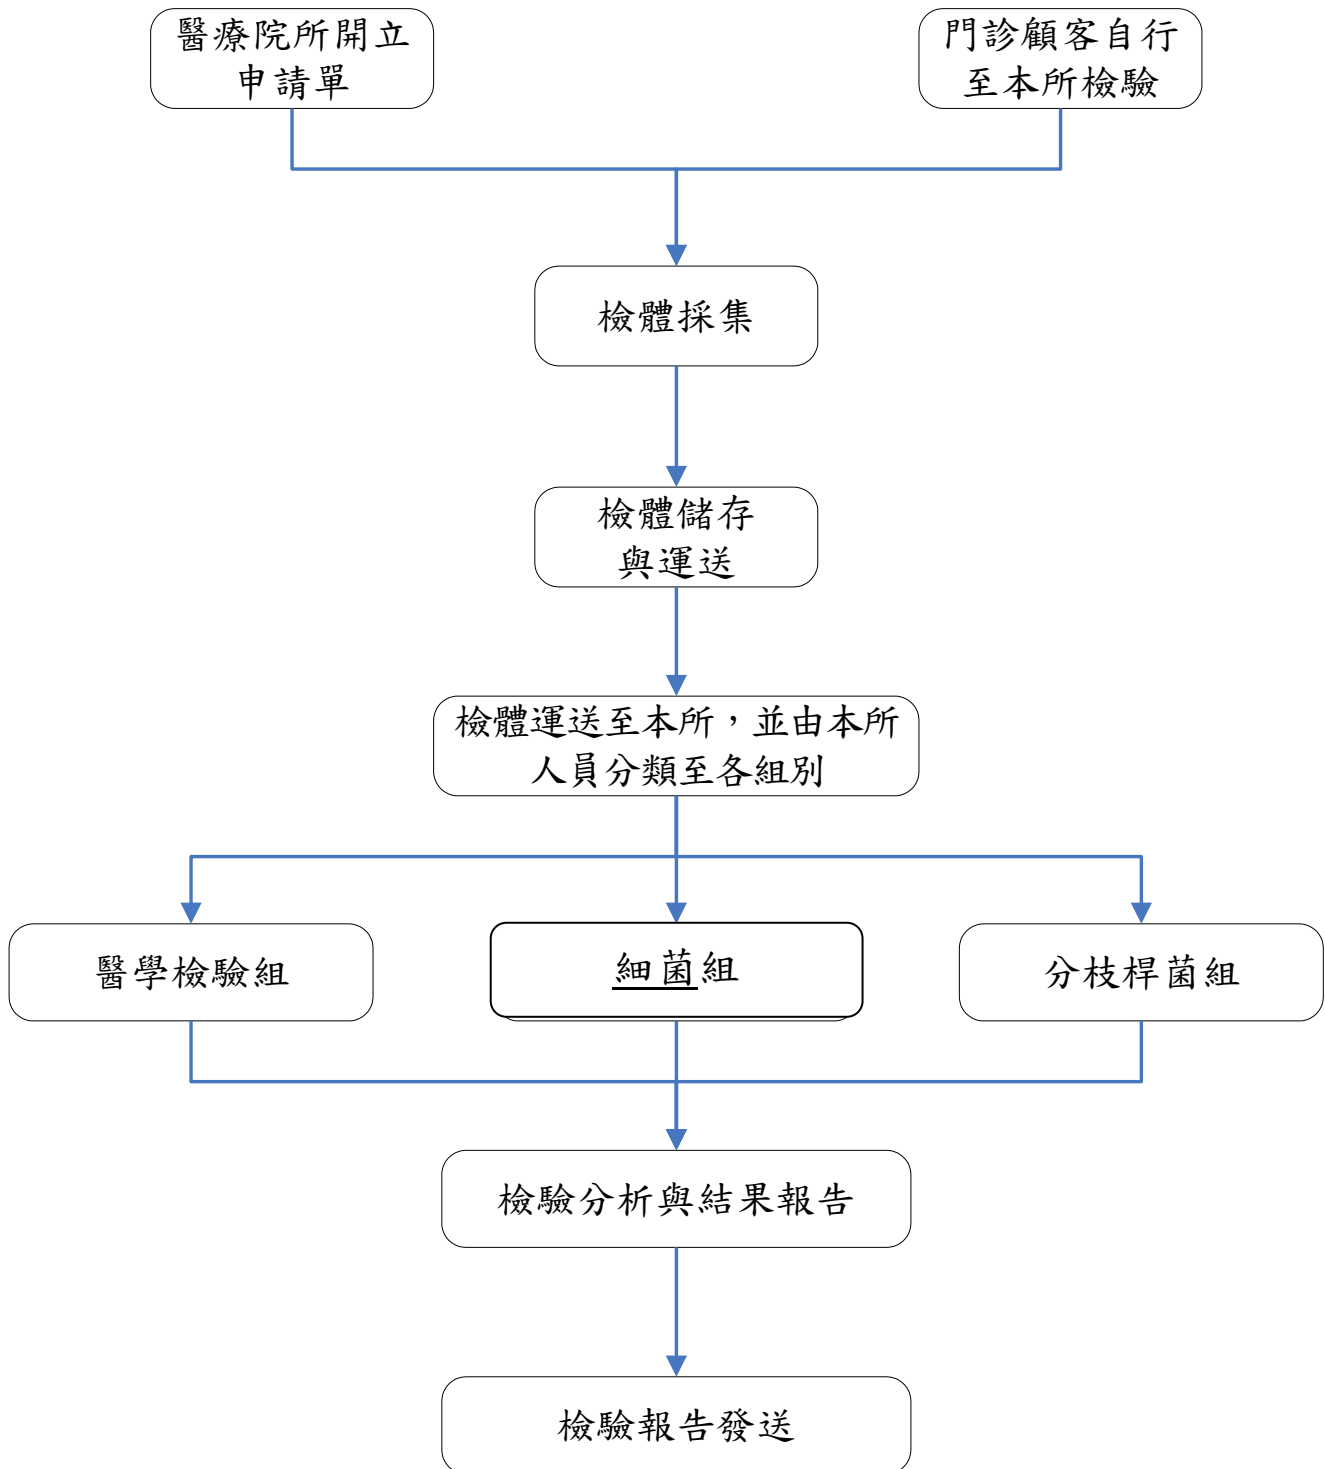 醫療院所開立
申請單
門診顧客自行
至本所檢驗
檢體採集
檢體儲存
與運送
檢體運送至本所，並由本所
人員分類至各組別
醫學檢驗組
細菌組
分枝桿菌組
檢驗分析與結果報告
檢驗報告發送